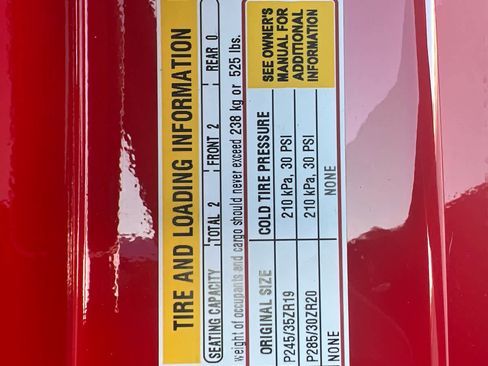 TIRE AND LOADING INFORMATION
SEATING CAPACITY TOTAL 2 FRONT 2 REAR 0
weight of occupants and cargo should never exceed 238 kg or 525 lbs.
ORIGINAL SIZE COLD TIRE PRESSURE
P245/35ZR19 210 kPa, 30 PSI
P285/30ZR20 210 kPa, 30 PSI
NONE NONE
SEE OWNER'S
MANUAL FOR
ADDITIONAL
INFORMATION